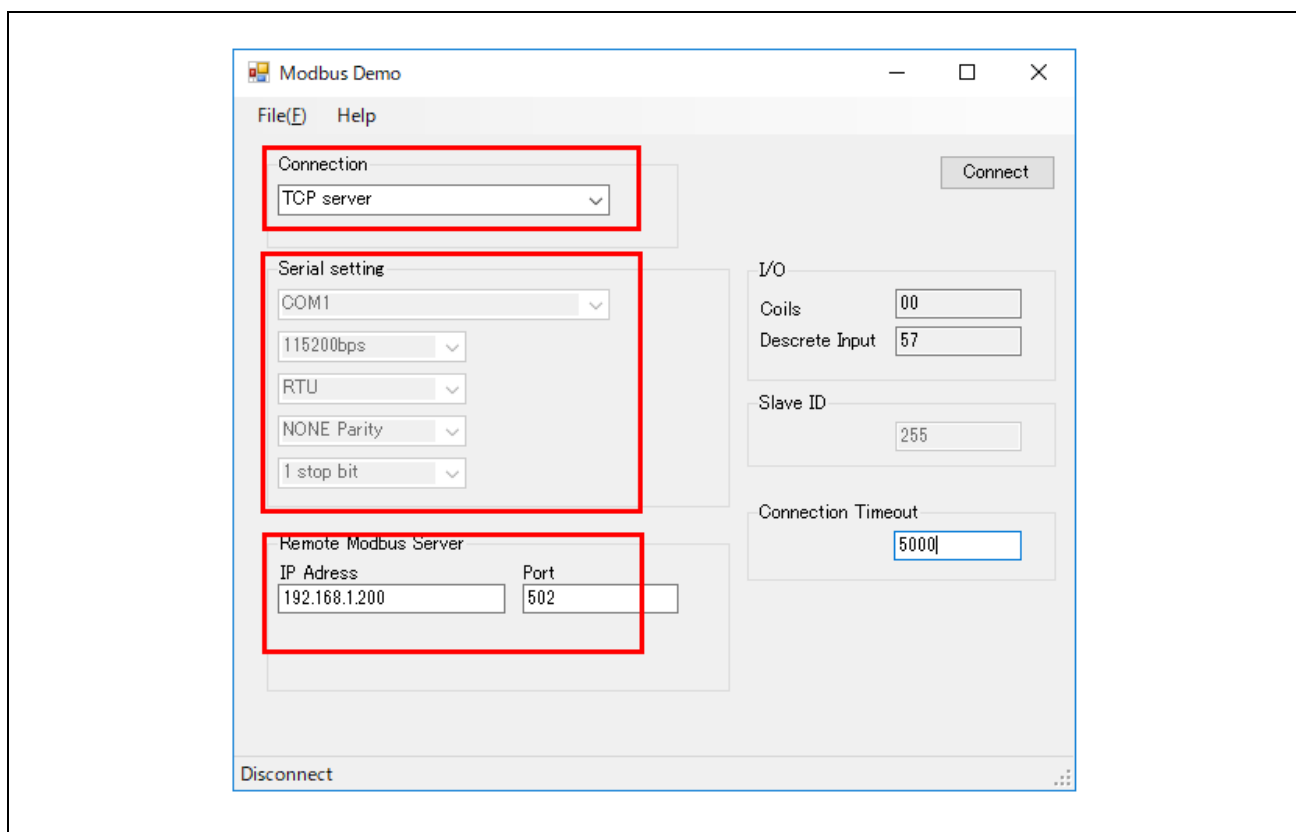 Modbus Demo
File(F) Help
Connection
TCP server
Connect
Serial setting
COM1
115200bps
RTU
NONE Parity
1 stop bit
I/O
Coils 00
Descrete Input 57
Slave ID
255
Connection Timeout
5000
Remote Modbus Server
IP Adress Port
192.168.1.200 502
Disconnect